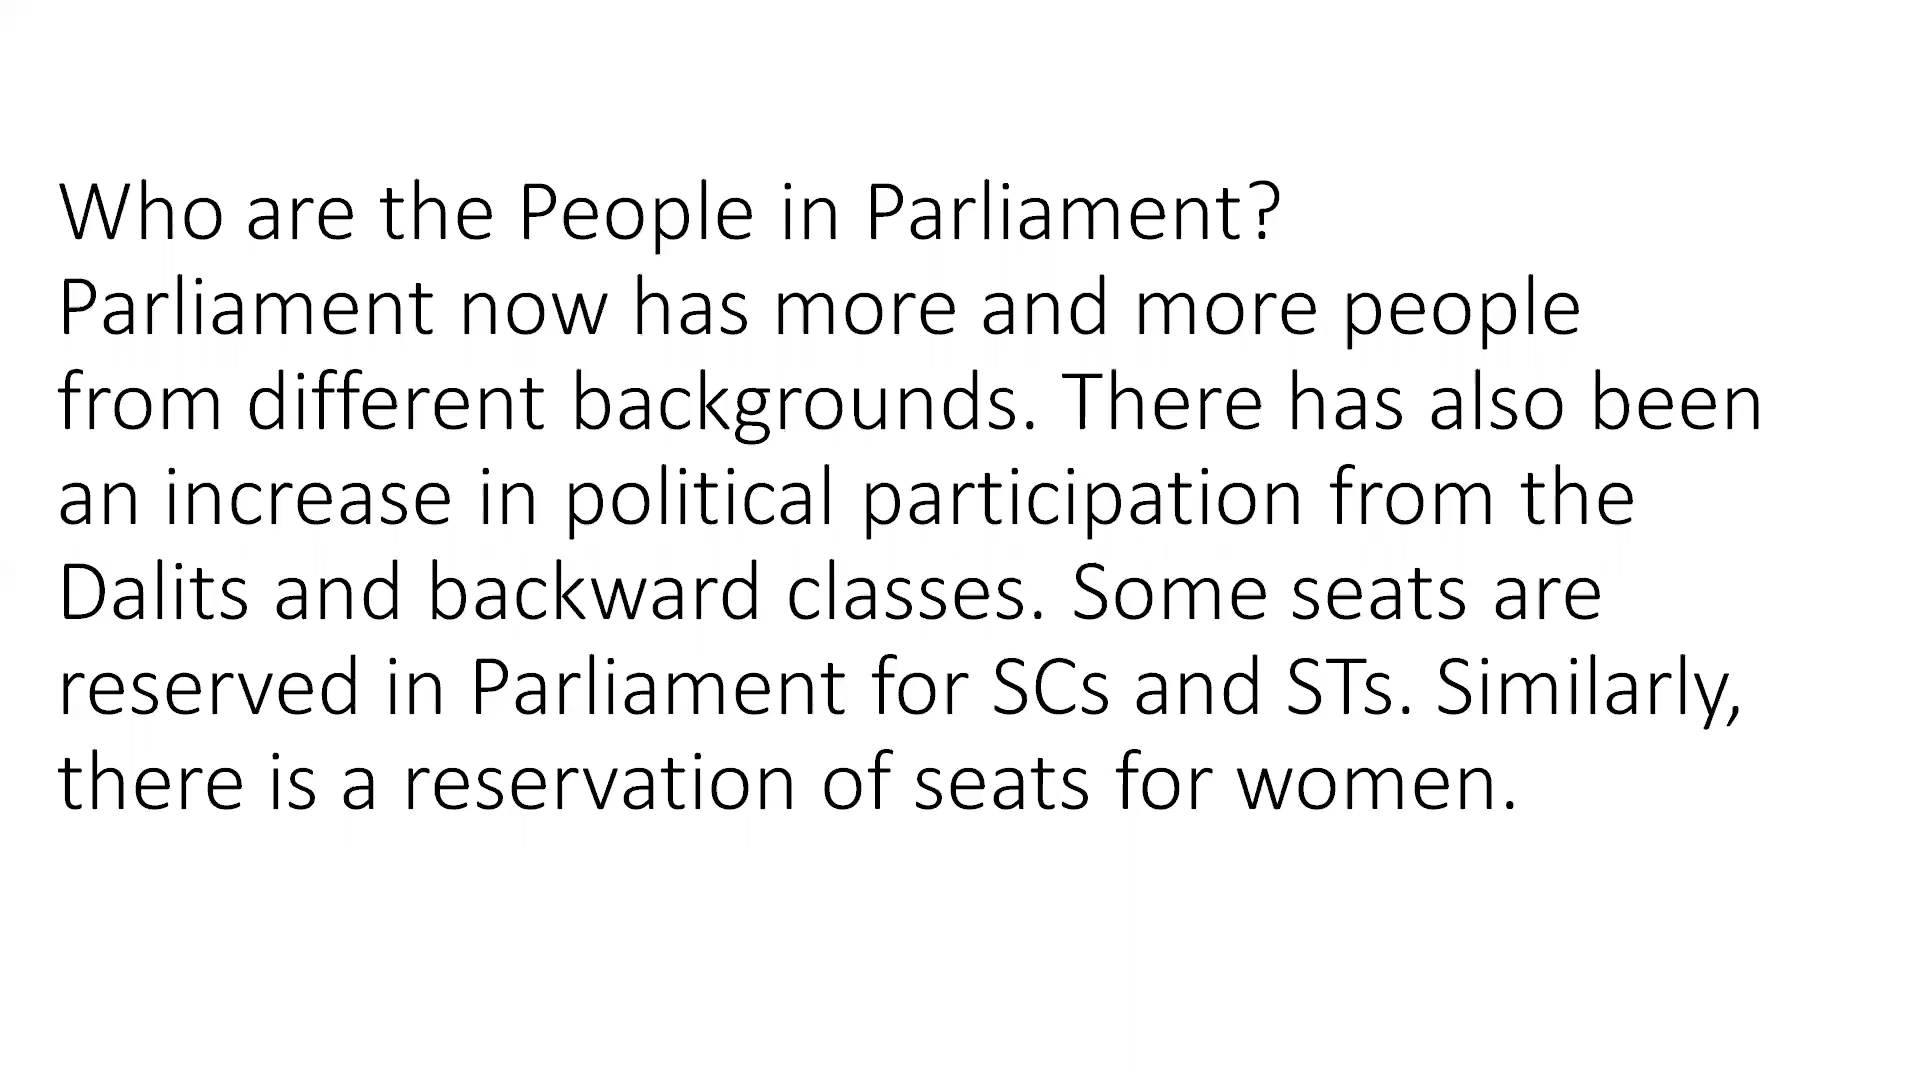 Who are the People in Parliament?
Parliament now has more and more people
from different backgrounds. There has also been
an increase in political participation from the
Dalits and backward classes. Some seats are
reserved in Parliament for SCs and STs. Similarly,
there is a reservation of seats for women.